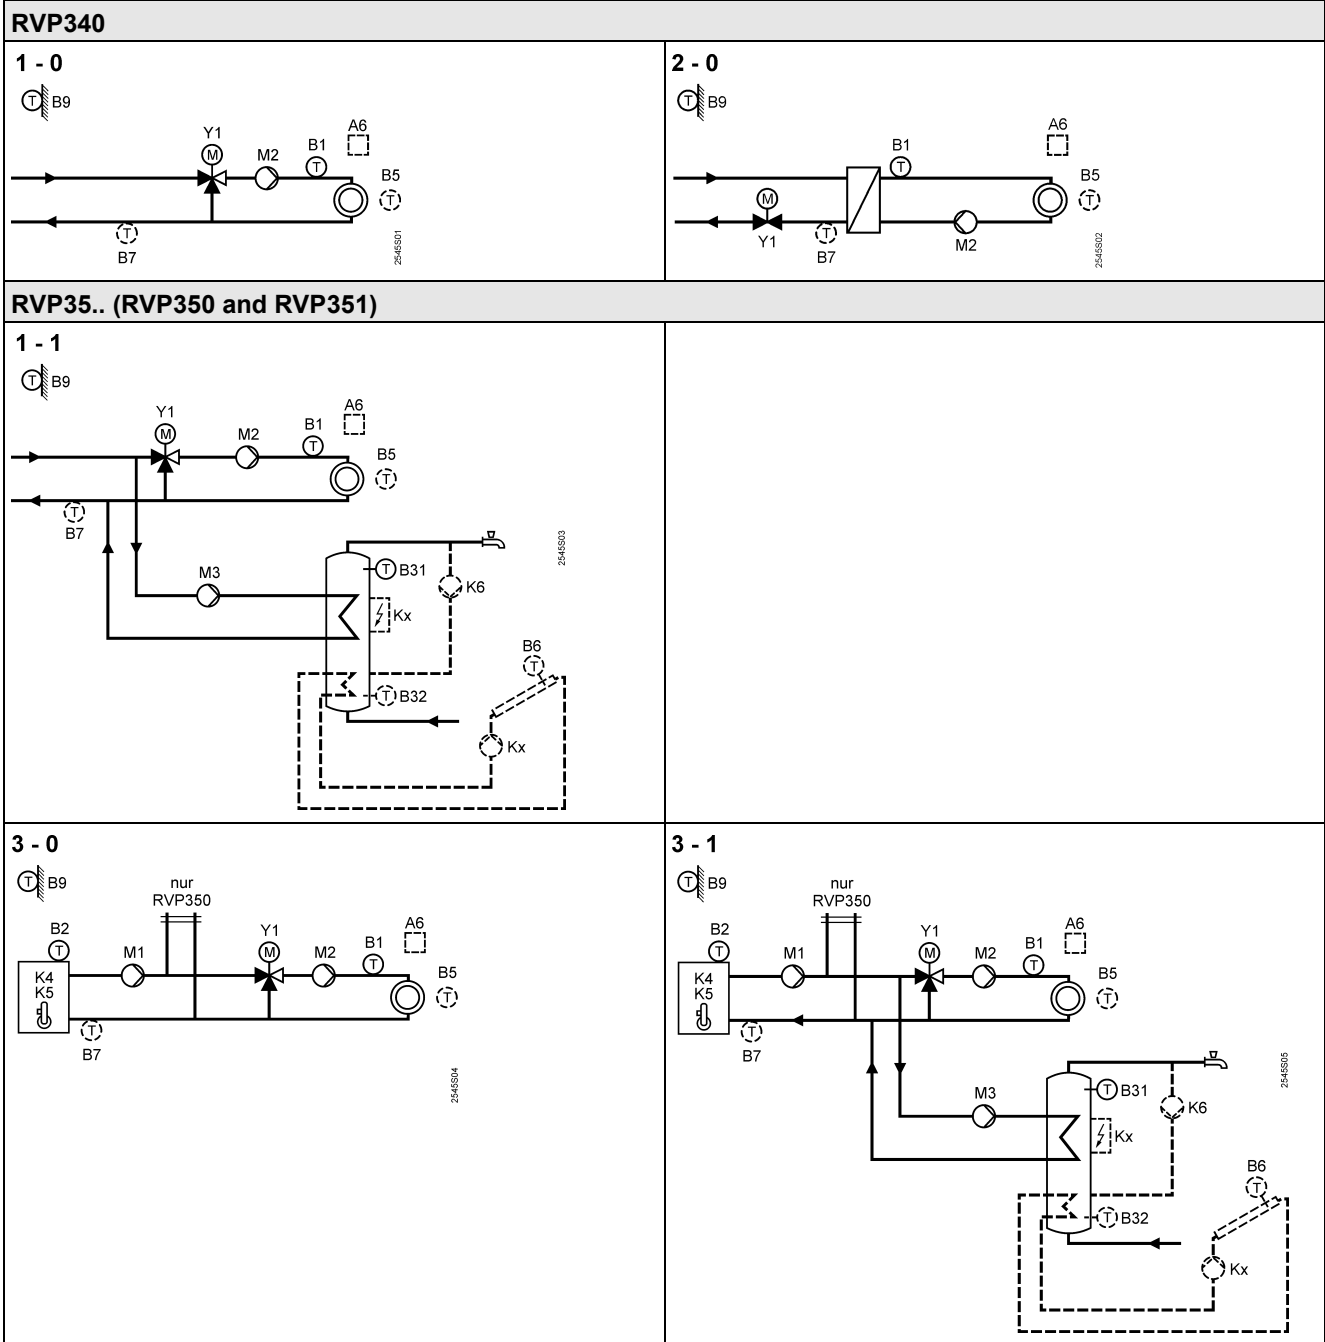 RVP340
1 - 0
T B9
Y1
M
M2
B1
T
A6
B5
T
T
B7
2545S01
2 - 0
T B9
B1
T
A6
B5
T
M
Y1
T
B7
M2
2545S02
RVP35.. (RVP350 and RVP351)
1 - 1
T B9
Y1
M
M2
B1
T
A6
B5
T
T
B7
M3
T B31
K6
Kx
B6
T
T B32
Kx
2545S03
3 - 0
T B9
nur
RVP350
B2
T
M1
Y1
M
M2
B1
T
A6
B5
T
K4
K5
T
B7
2545S04
3 - 1
T B9
nur
RVP350
B2
T
M1
Y1
M
M2
B1
T
A6
B5
T
K4
K5
T
B7
M3
T B31
K6
Kx
B6
T
T B32
Kx
2545S05